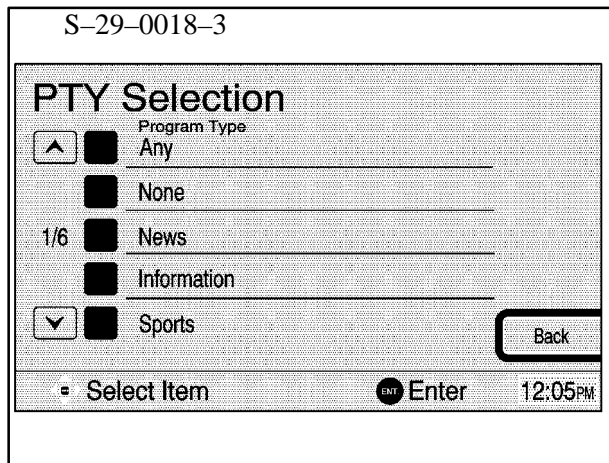 S–29–0018–3
PTY Selection
Program Type
Any
None
1/6 News
Information
Sports
Back
Select Item ENT Enter 12:05PM